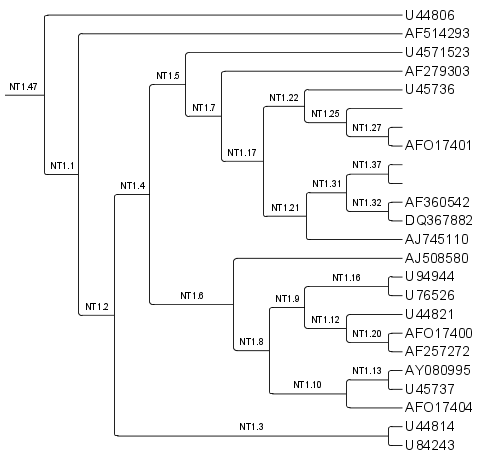 U44806
AF514293
U4571523
NT1.5
AF279303
NT1.47
U45736
NT1.22
NT1.7
NT1.25
NT1.27
AFO17401
NT1.17
NT1.1
NT1.37
NT1.4
NT1.31
AF360542
NT1.32
NT1.21
DQ367882
AJ745110
AJ508580
U94944
NT1.16
U76526
NT1.6
NT1.9
NT1.2
U44821
NT1.12
AFO17400
NT1.20
NT1.8
AF257272
AY080995
NT1.13
U45737
NT1.10
AFO17404
NT1.3
U44814
U84243